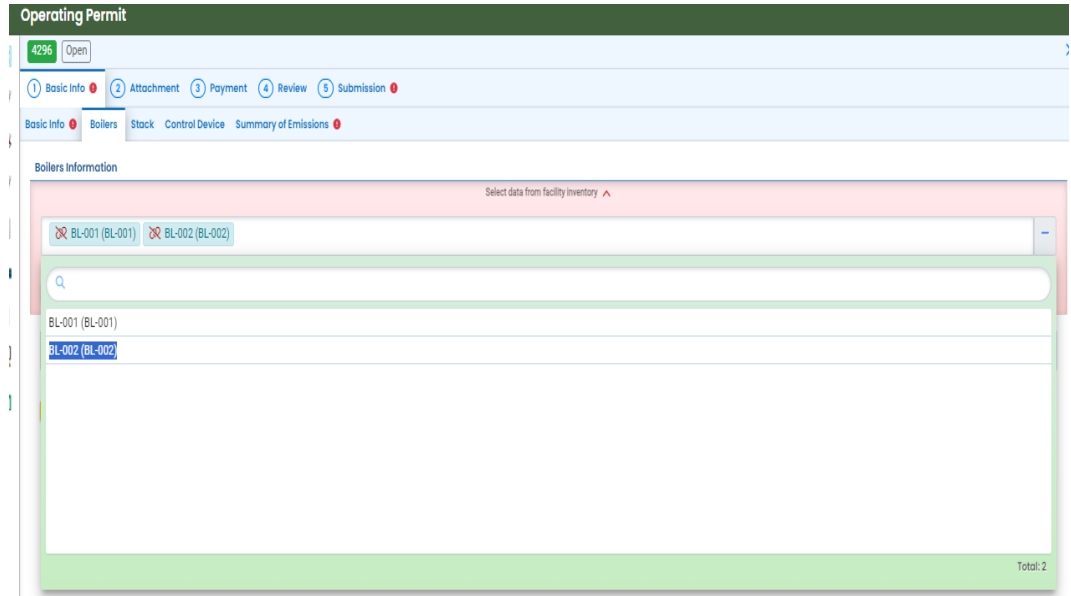 Operating Permit
4296 Open
1 Basic Info 2 Attachment 3 Payment 4 Review 5 Submission
Basic Info Boilers Stack Control Device Summary of Emissions
Boilers Information
Select data from facility inventory
BL-001 (BL-001) BL-002 (BL-002)
BL-001 (BL-001)
BL-002 (BL-002)
Total: 2